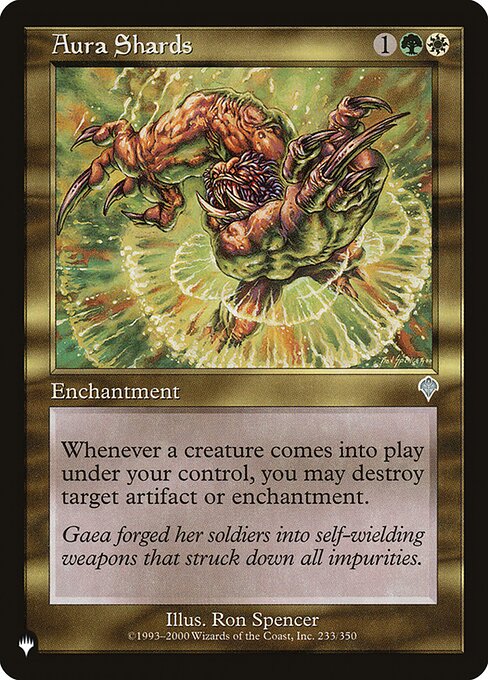 Aura Shards 1
Enchantment
Whenever a creature comes into play
under your control, you may destroy
target artifact or enchantment.
Gaea forged her soldiers into self-wielding
weapons that struck down all impurities.
Illus. Ron Spencer
©1993–2000 Wizards of the Coast, Inc. 233/350